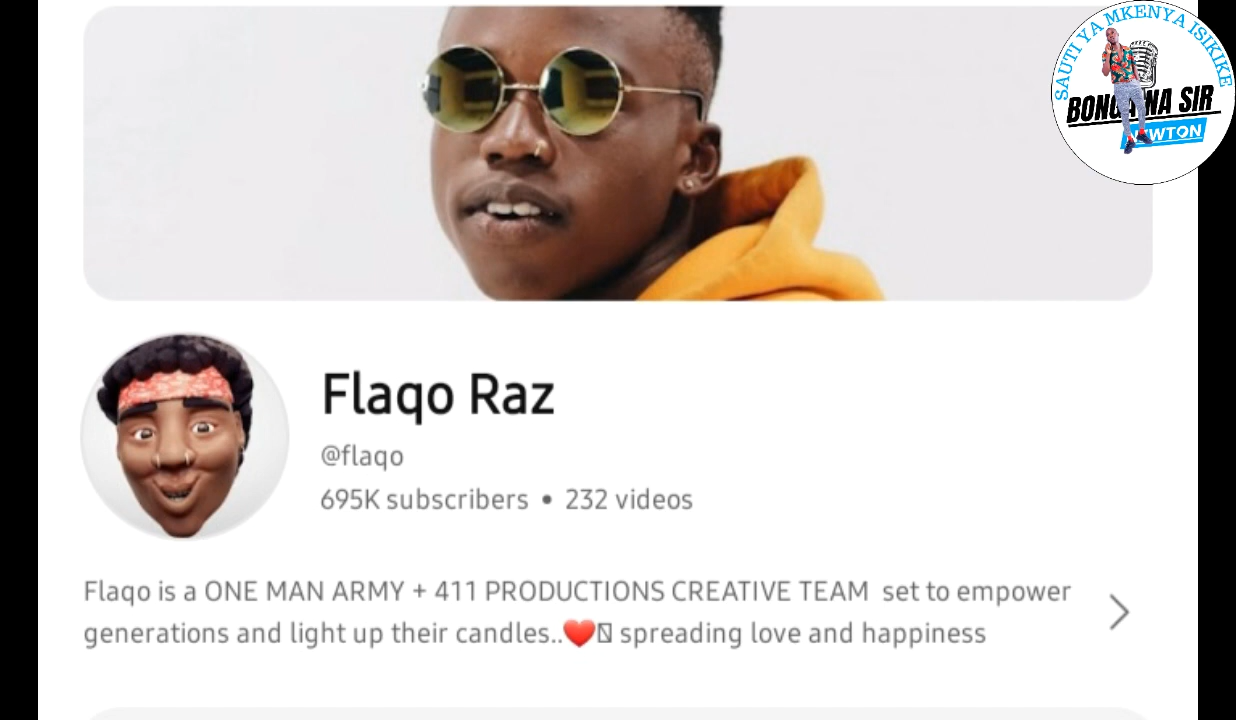 SAUTI YA MKENYA ISIKIKE
SIR
Flaqo Raz
@flaqo
695K subscribers • 232 videos
Flaqo is a ONE MAN ARMY + 411 PRODUCTIONS CREATIVE TEAM set to empower
generations and light up their candles..❤️ spreading love and happiness